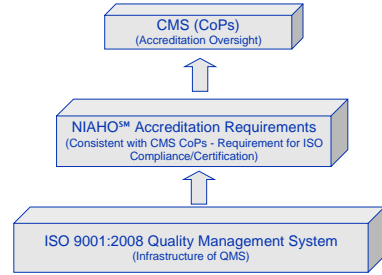 CMS (CoPs)
(Accreditation Oversight)
NIAHO℠ Accreditation Requirements
(Consistent with CMS CoPs - Requirement for ISO
Compliance/Certification)
ISO 9001:2008 Quality Management System
(Infrastructure of QMS)